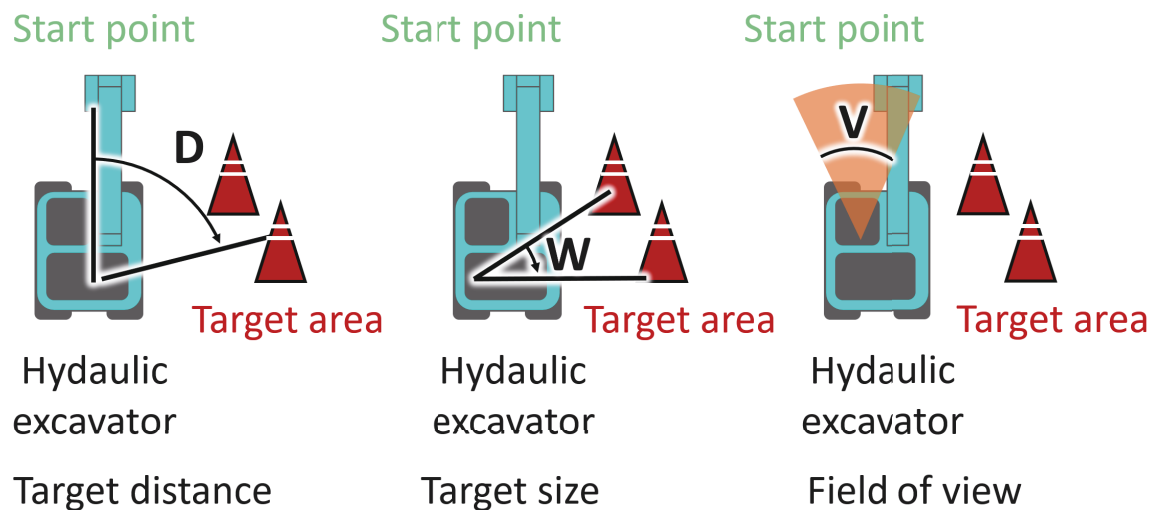 Start point
Start point
Start point
D
V
W
Target area
Target area
Target area
Hydaulic
excavator
Hydaulic
excavator
Hydaulic
excavator
Target distance
Target size
Field of view